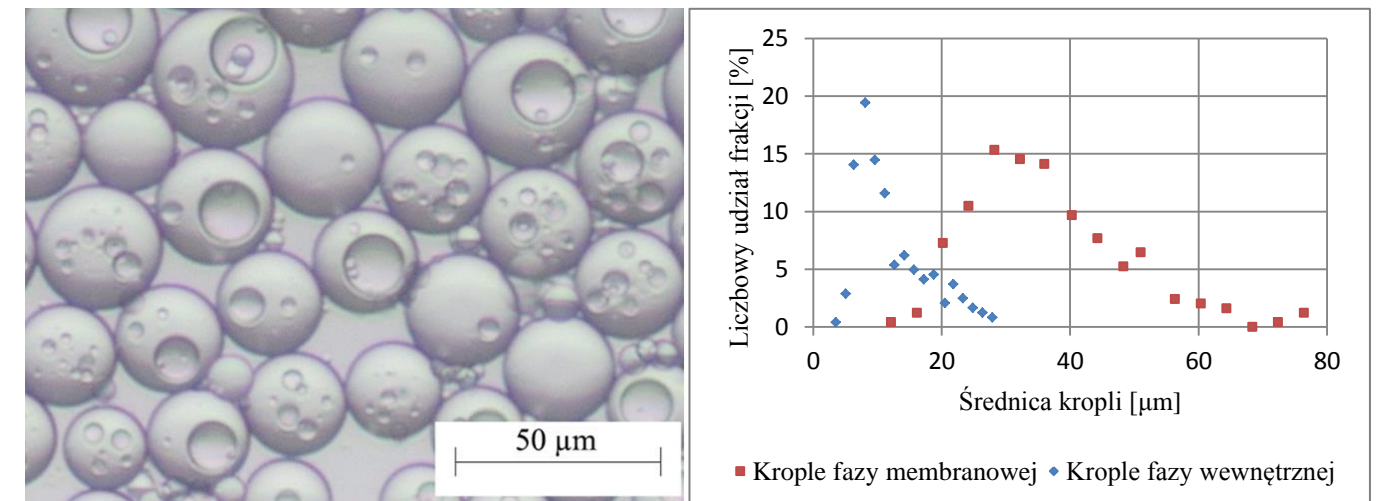 50 µm
Liczbowy udział frakcji [%]
25
20
15
10
5
0
0 20 40 60 80
Średnica kropli [µm]
Krople fazy membranowej Krople fazy wewnętrznej